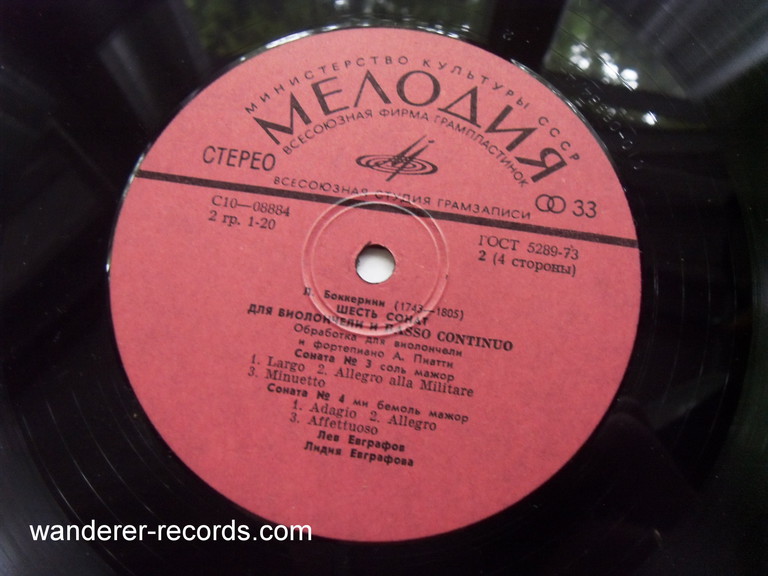 МИНИСТЕРСТВО КУЛЬТУРЫ СССР
МЕЛОДИЯ
ВСЕСОЮЗНАЯ ФИРМА ГРАМПЛАСТИНОК
СТЕРЕО
ВСЕСОЮЗНАЯ СТУДИЯ ГРАМЗАПИСИ
33
С10—08884
2 гр. 1-20
ГОСТ 5289-73
2 (4 стороны)
Л. Боккерини (1743—1805)
ШЕСТЬ СОНАТ
ДЛЯ ВИОЛОНЧЕЛИ И BASSO CONTINUO
Обработка для виолончели
и фортепиано А. Пиатти
Соната № 3 соль мажор
1. Largo 2. Allegro alla Militare
3. Minuetto
Соната № 4 ми бемоль мажор
1. Adagio 2. Allegro
3. Affettuoso
Лев Евграфов
Лидия Евграфова
wanderer-records.com